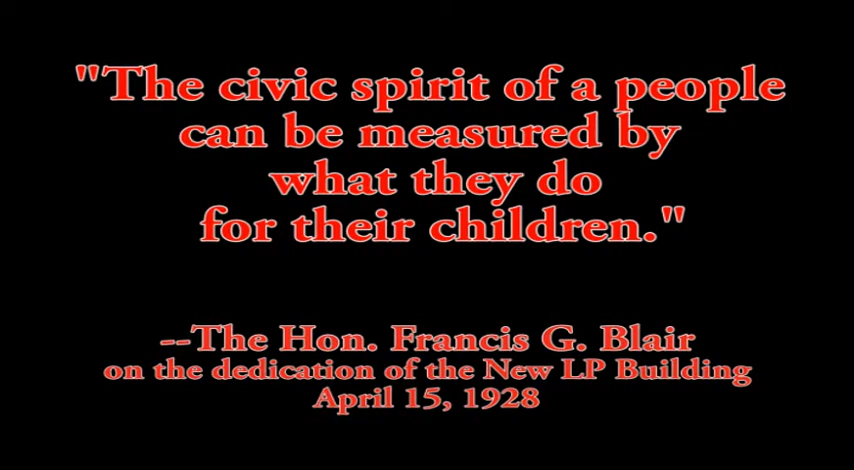 "The civic spirit of a people
can be measured by
what they do
for their children."
--The Hon. Francis G. Blair
on the dedication of the New LP Building
April 15, 1928